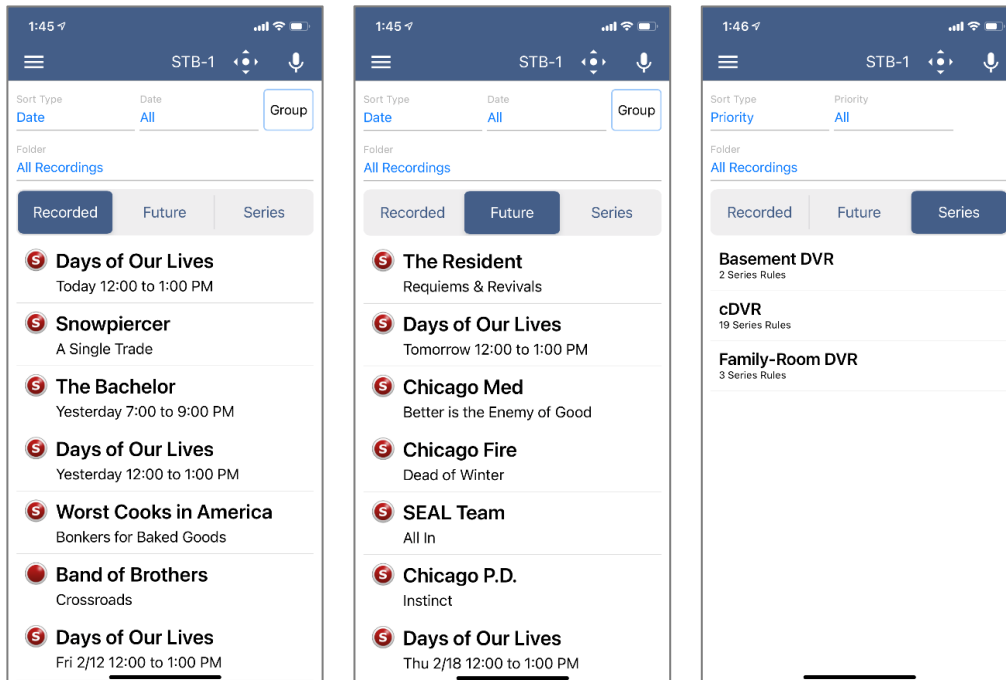 1:45
STB-1
Sort Type Date
Date All Group
Folder
All Recordings
Recorded Future Series
S Days of Our Lives
Today 12:00 to 1:00 PM
S Snowpiercer
A Single Trade
S The Bachelor
Yesterday 7:00 to 9:00 PM
S Days of Our Lives
Yesterday 12:00 to 1:00 PM
S Worst Cooks in America
Bonkers for Baked Goods
Band of Brothers
Crossroads
S Days of Our Lives
Fri 2/12 12:00 to 1:00 PM
1:45
STB-1
Sort Type Date
Date All Group
Folder
All Recordings
Recorded Future Series
S The Resident
Requiems & Revivals
S Days of Our Lives
Tomorrow 12:00 to 1:00 PM
S Chicago Med
Better is the Enemy of Good
S Chicago Fire
Dead of Winter
S SEAL Team
All In
S Chicago P.D.
Instinct
S Days of Our Lives
Thu 2/18 12:00 to 1:00 PM
1:46
STB-1
Sort Type Priority
Priority All
Folder
All Recordings
Recorded Future Series
Basement DVR
2 Series Rules
cDVR
19 Series Rules
Family-Room DVR
3 Series Rules